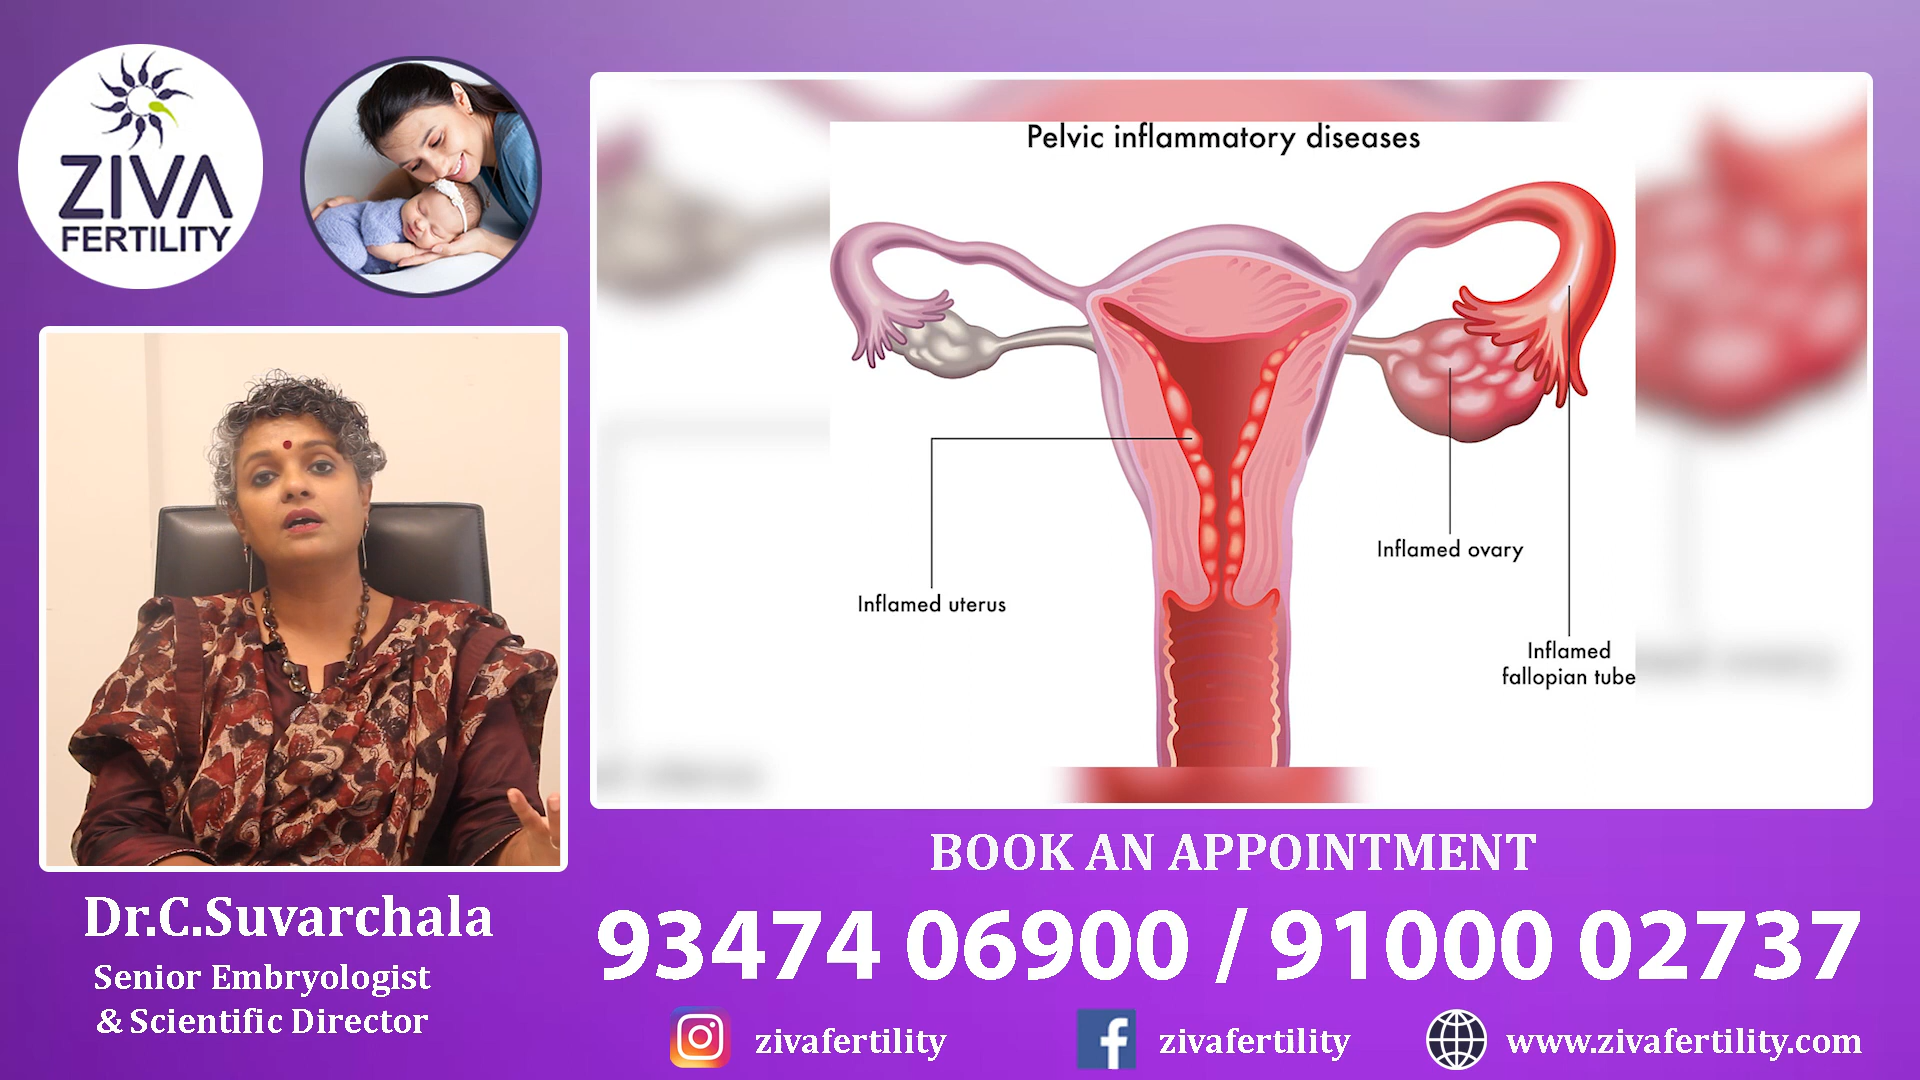 ZIVA
FERTILITY
Pelvic inflammatory diseases
Inflamed uterus
Inflamed ovary
Inflamed
fallopian tube
Dr.C.Suvarchala
Senior Embryologist
& Scientific Director
BOOK AN APPOINTMENT
93474 06900 / 91000 02737
zivafertility
zivafertility
www.zivafertility.com